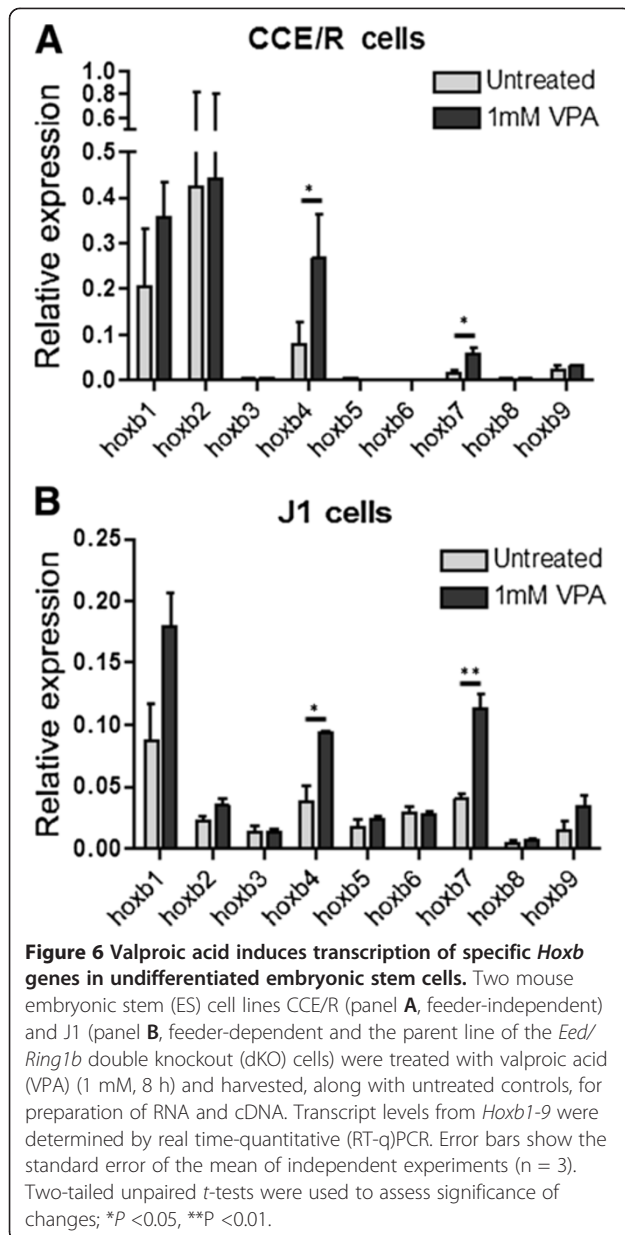 A
CCE/R cells
Untreated
1mM VPA
Relative expression
1.0
0.8
0.6
0.5
0.4
0.3
0.2
0.1
0.0
*
*
hoxb1
hoxb2
hoxb3
hoxb4
hoxb5
hoxb6
hoxb7
hoxb8
hoxb9
B
J1 cells
Untreated
1mM VPA
Relative expression
0.25
0.20
0.15
0.10
0.05
0.00
*
**
hoxb1
hoxb2
hoxb3
hoxb4
hoxb5
hoxb6
hoxb7
hoxb8
hoxb9
Figure 6 Valproic acid induces transcription of specific Hoxb
genes in undifferentiated embryonic stem cells. Two mouse
embryonic stem (ES) cell lines CCE/R (panel A, feeder-independent)
and J1 (panel B, feeder-dependent and the parent line of the Eed/
Ring1b double knockout (dKO) cells) were treated with valproic acid
(VPA) (1 mM, 8 h) and harvested, along with untreated controls, for
preparation of RNA and cDNA. Transcript levels from Hoxb1-9 were
determined by real time-quantitative (RT-q)PCR. Error bars show the
standard error of the mean of independent experiments (n = 3).
Two-tailed unpaired t-tests were used to assess significance of
changes; *P <0.05, **P <0.01.